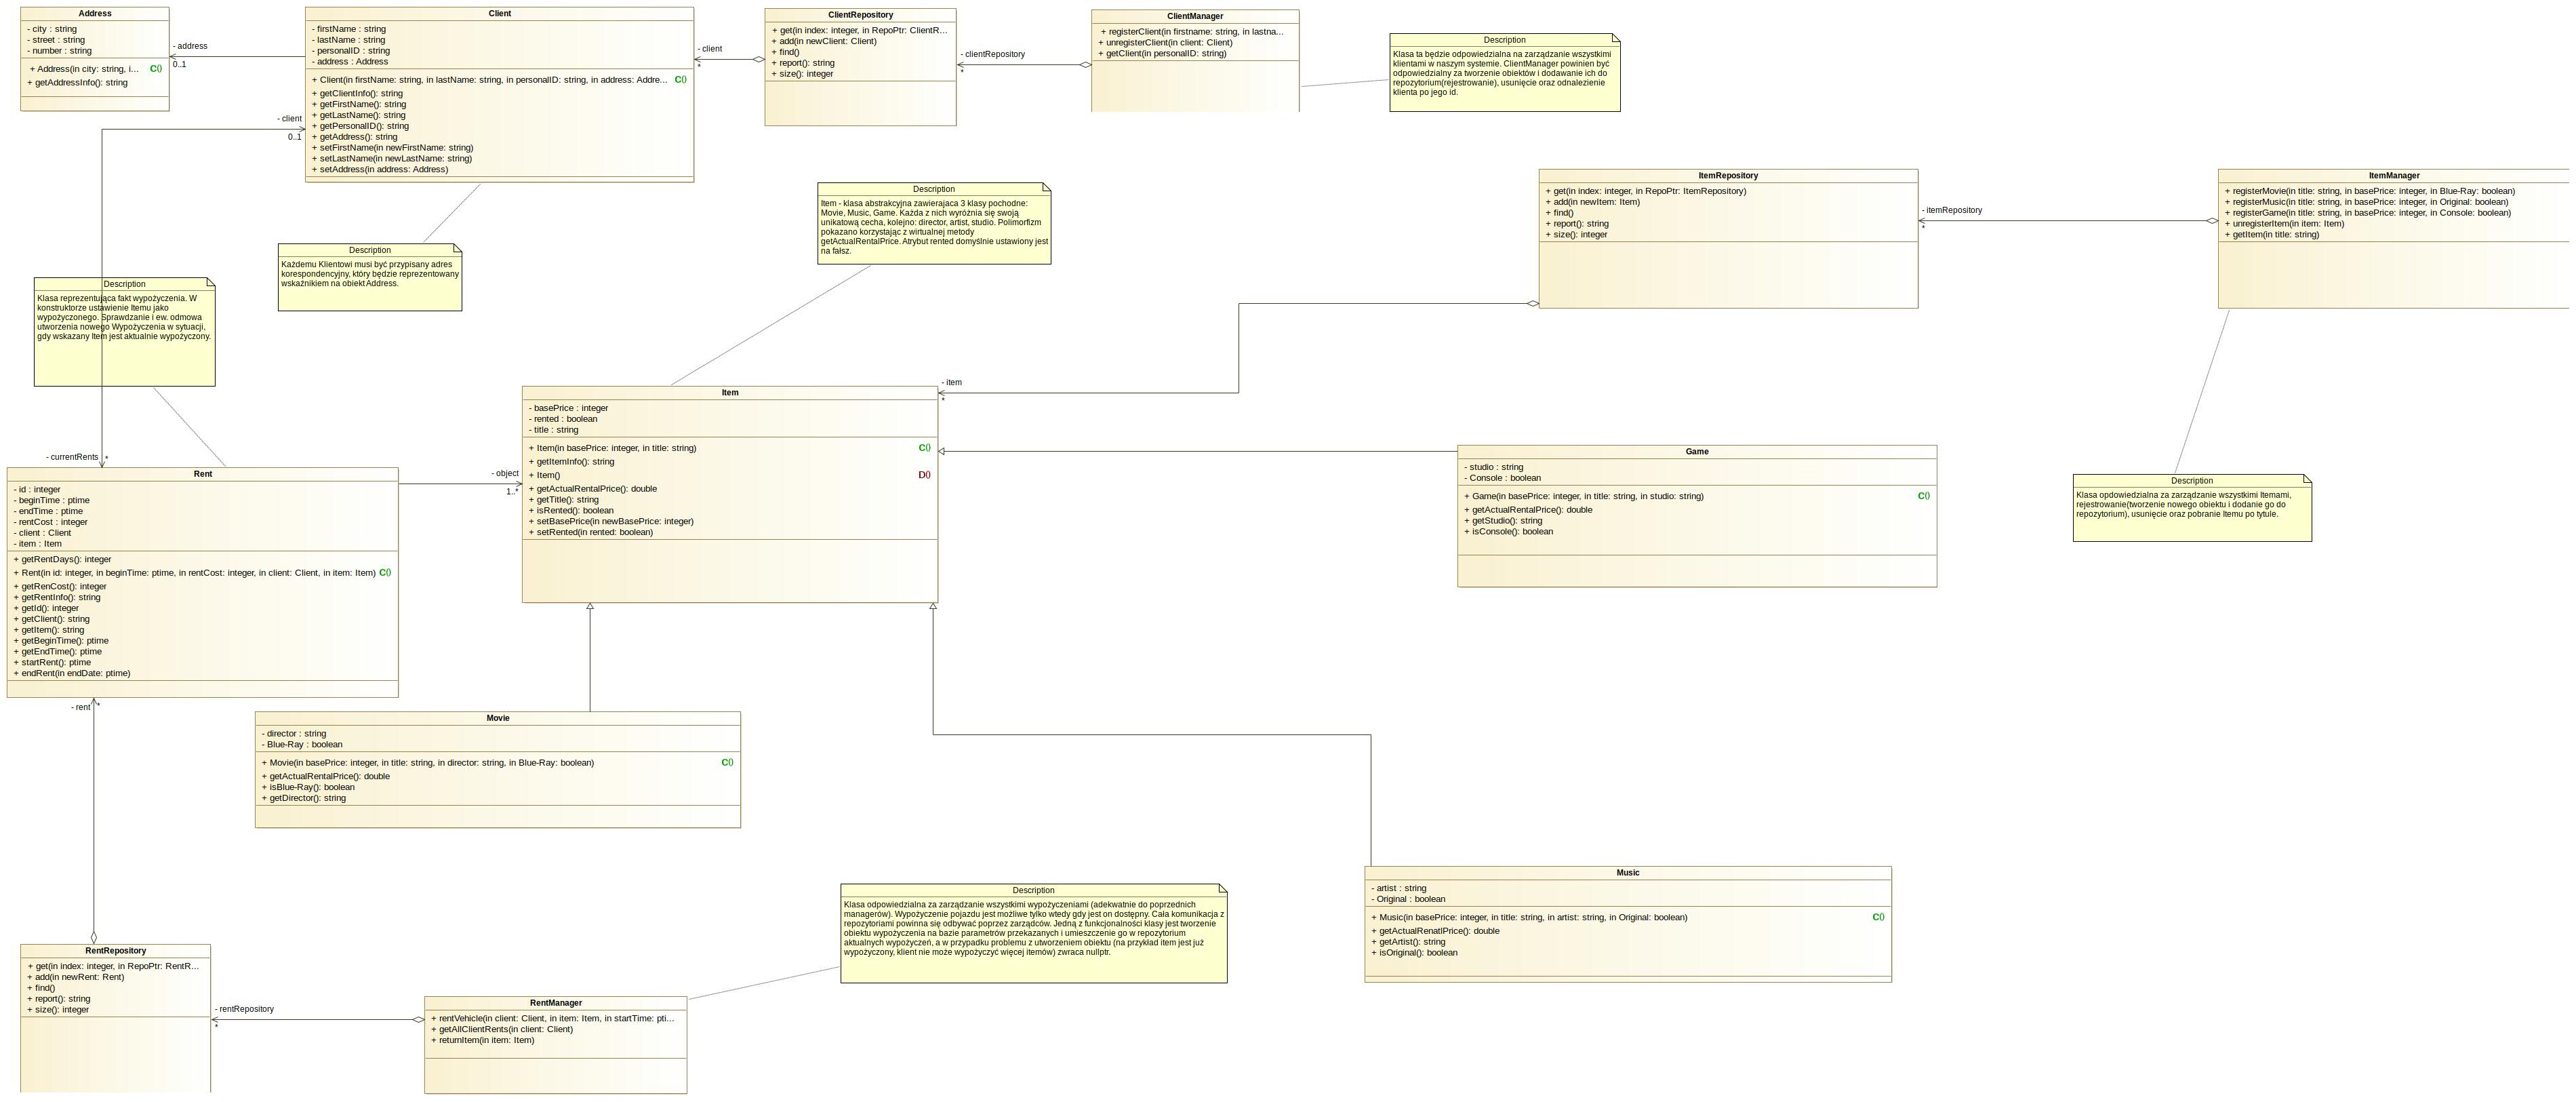 Address
- city : string
- street : string
- number : string
+ Address(in city: string, i... C()
+ getAddressInfo(): string
- address
0..1
Client
- firstName : string
- lastName : string
- personalID : string
- address : Address
+ Client(in firstName: string, in lastName: string, in personalID: string, in address: Addre... C()
+ getClientInfo(): string
+ getFirstName(): string
+ getLastName(): string
+ getPersonalID(): string
+ getAddress(): string
+ setFirstName(in newFirstName: string)
+ setLastName(in newLastName: string)
+ setAddress(in address: Address)
- client
*
ClientRepository
+ get(in index: integer, in RepoPtr: ClientR...
+ add(in newClient: Client)
+ find()
+ report(): string
+ size(): integer
- clientRepository
*
ClientManager
+ registerClient(in firstname: string, in lastna...
+ unregisterClient(in client: Client)
+ getClient(in personalID: string)
Description
Klasa ta będzie odpowiedzialna na zarządzanie wszystkimi
klientami w naszym systemie. ClientManager powinien być
odpowiedzialny za tworzenie obiektów i dodawanie ich do
repozytorium(rejestrowanie), usunięcie oraz odnalezienie
klienta po jego id.
- client
0..1
Description
Każdemu Klientowi musi być przypisany adres
korespondencyjny, który będzie reprezentowany
wskaźnikiem na obiekt Address.
Description
Item - klasa abstrakcyjna zawierajaca 3 klasy pochodne:
Movie, Music, Game. Każda z nich wyróżnia się swoją
unikatową cecha, kolejno: director, artist, studio. Polimorfizm
pokazano korzystając z wirtualnej metody
getActualRentalPrice. Atrybut rented domyślnie ustawiony jest
na fałsz.
ItemRepository
+ get(in index: integer, in RepoPtr: ItemRepository)
+ add(in newItem: Item)
+ find()
+ report(): string
+ size(): integer
- itemRepository
*
ItemManager
+ registerMovie(in title: string, in basePrice: integer, in Blue-Ray: boolean)
+ registerMusic(in title: string, in basePrice: integer, in Original: boolean)
+ registerGame(in title: string, in basePrice: integer, in Console: boolean)
+ unregisterItem(in item: Item)
+ getItem(in title: string)
Description
Klasa reprezentująca fakt wypożyczenia. W
konstruktorze ustawienie Itemu jako
wypożyczonego. Sprawdzanie i ew. odmowa
utworzenia nowego Wypożyczenia w sytuacji,
gdy wskazany Item jest aktualnie wypożyczony.
- currentRents
*
Rent
- id : integer
- beginTime : ptime
- endTime : ptime
- rentCost : integer
- client : Client
- item : Item
+ getRentDays(): integer
+ Rent(in id: integer, in beginTime: ptime, in rentCost: integer, in client: Client, in item: Item) C()
+ getRenCost(): integer
+ getRentInfo(): string
+ getId(): integer
+ getClient(): string
+ getItem(): string
+ getBeginTime(): ptime
+ getEndTime(): ptime
+ startRent(): ptime
+ endRent(in endDate: ptime)
- object
1..*
Item
- basePrice : integer
- rented : boolean
- title : string
+ Item(in basePrice: integer, in title: string) C()
+ getItemInfo(): string
+ Item() D()
+ getActualRentalPrice(): double
+ getTitle(): string
+ isRented(): boolean
+ setBasePrice(in newBasePrice: integer)
+ setRented(in rented: boolean)
- item
*
Game
- studio : string
- Console : boolean
+ Game(in basePrice: integer, in title: string, in studio: string) C()
+ getActualRentalPrice(): double
+ getStudio(): string
+ isConsole(): boolean
Description
Klasa opdowiedzialna za zarządzanie wszystkimi Itemami,
rejestrowanie(tworzenie nowego obiektu i dodanie go do
repozytorium), usunięcie oraz pobranie Itemu po tytule.
- rent
*
Movie
- director : string
- Blue-Ray : boolean
+ Movie(in basePrice: integer, in title: string, in director: string, in Blue-Ray: boolean) C()
+ getActualRentalPrice(): double
+ isBlue-Ray(): boolean
+ getDirector(): string
Music
- artist : string
- Original : boolean
+ Music(in basePrice: integer, in title: string, in artist: string, in Original: boolean) C()
+ getActualRenatlPrice(): double
+ getArtist(): string
+ isOriginal(): boolean
Description
Klasa odpowiedzialna za zarządzanie wszystkimi wypożyczeniami (adekwatnie do poprzednich
managerów). Wypożyczenie pojazdu jest możliwe tylko wtedy gdy jest on dostępny. Cała komunikacja z
repozytoriami powinna się odbywać poprzez zarządców. Jedną z funkcjonalności klasy jest tworzenie
obiektu wypożyczenia na bazie parametrów przekazanych i umieszczenie go w repozytorium
aktualnych wypożyczeń, a w przypadku problemu z utworzeniem obiektu (na przykład item jest już
wypożyczony, klient nie może wypożyczyć więcej itemów) zwraca nullptr.
RentRepository
+ get(in index: integer, in RepoPtr: RentR...
+ add(in newRent: Rent)
+ find()
+ report(): string
+ size(): integer
- rentRepository
*
RentManager
+ rentVehicle(in client: Client, in item: Item, in startTime: pti...
+ getAllClientRents(in client: Client)
+ returnItem(in item: Item)